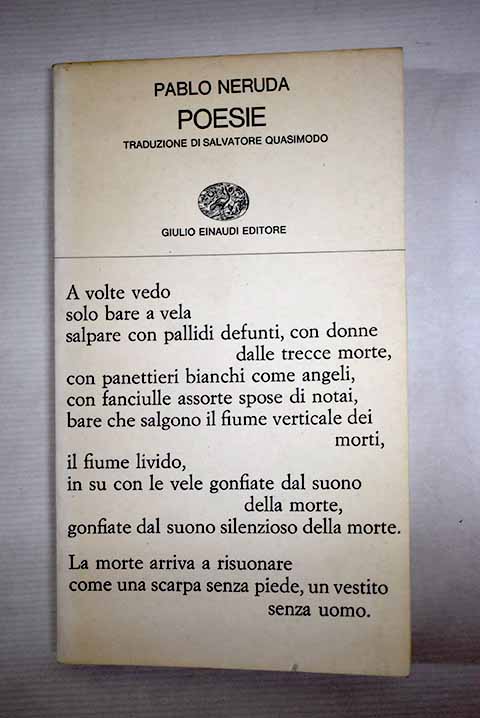 PABLO NERUDA
POESIE
TRADUZIONE DI SALVATORE QUASIMODO
GIULIO EINAUDI EDITORE
A volte vedo
solo bare a vela
salpare con pallidi defunti, con donne
dalle trecce morte,
con panettieri bianchi come angeli,
con fanciulle assorte spose di notai,
bare che salgono il fiume verticale dei
morti,
il fiume livido,
in su con le vele gonfiate dal suono
della morte,
gonfiate dal suono silenzioso della morte.
La morte arriva a risuonare
come una scarpa senza piede, un vestito
senza uomo.